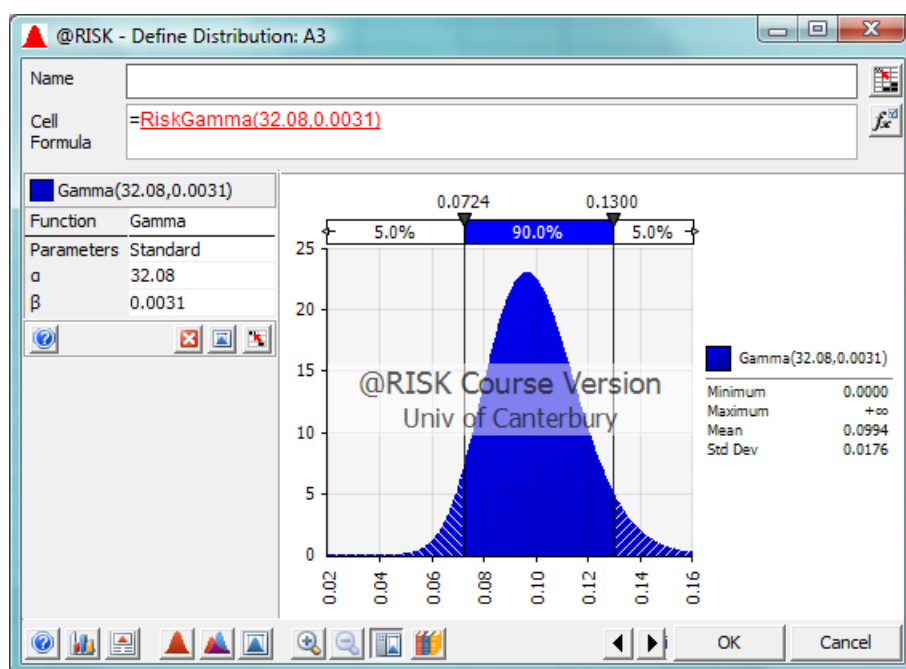 @RISK - Define Distribution: A3
Name
Cell Formula
=RiskGamma(32.08,0.0031)
Gamma(32.08,0.0031)
Function Gamma
Parameters Standard
α 32.08
β 0.0031
0.0724 0.1300
5.0% 90.0% 5.0%
25
20
15
10
5
0
0.02 0.04 0.06 0.08 0.10 0.12 0.14 0.16
@RISK Course Version
Univ of Canterbury
Gamma(32.08,0.0031)
Minimum 0.0000
Maximum +∞
Mean 0.0994
Std Dev 0.0176
OK Cancel